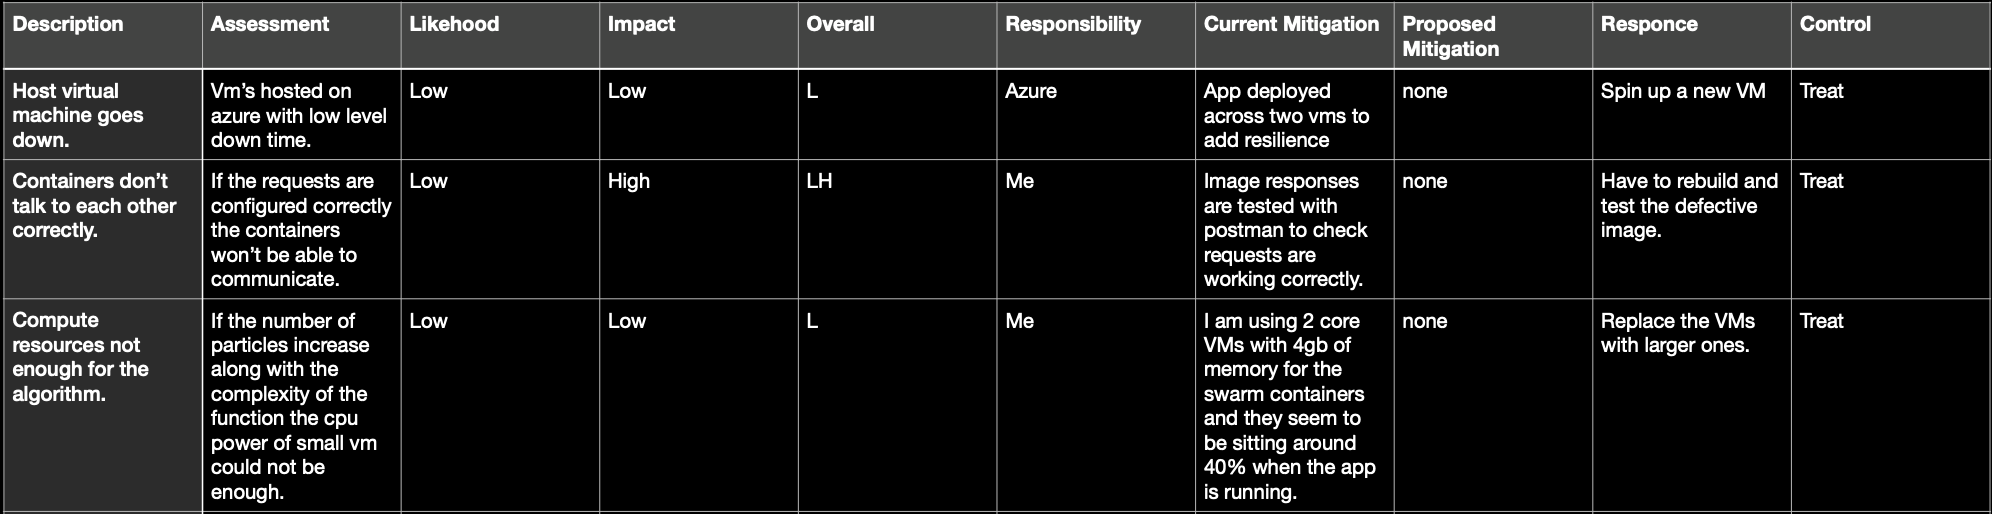 Description
Assessment
Likehood
Impact
Overall
Responsibility
Current Mitigation
Proposed
Mitigation
Responce
Control
Host virtual
machine goes
down.
Vm's hosted on
azure with low level
down time.
Low
Low
L
Azure
App deployed
across two vms to
add resilience
none
Spin up a new VM
Treat
Containers don't
talk to each other
correctly.
If the requests are
configured correctly
the containers
won't be able to
communicate.
Low
High
LH
Me
Image responses
are tested with
postman to check
requests are
working correctly.
none
Have to rebuild and
test the defective
image.
Treat
Compute
resources not
enough for the
algorithm.
If the number of
particles increase
along with the
complexity of the
function the cpu
power of small vm
could not be
enough.
Low
Low
L
Me
I am using 2 core
VMs with 4gb of
memory for the
swarm containers
and they seem to
be sitting around
40% when the app
is running.
none
Replace the VMs
with larger ones.
Treat